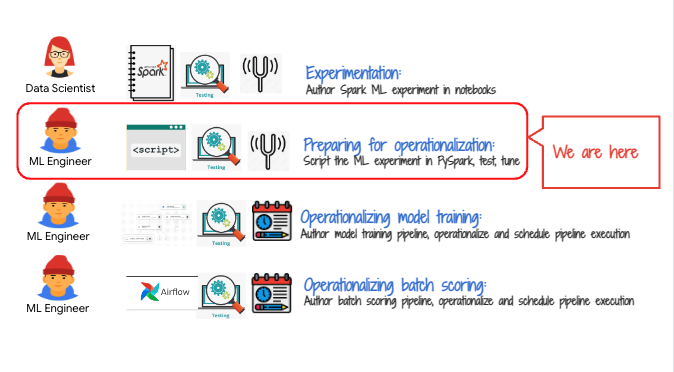 Data Scientist
APACHE Spark
Testing
Experimentation:
Author Spark ML experiment in notebooks
ML Engineer
<script>
Testing
Preparing for operationalization:
Script the ML experiment in PySpark, test, tune
We are here
ML Engineer
Testing
Operationalizing model training:
Author model training pipeline, operationalize and schedule pipeline execution
ML Engineer
Airflow
Testing
Operationalizing batch scoring:
Author batch scoring pipeline, operationalize and schedule pipeline execution